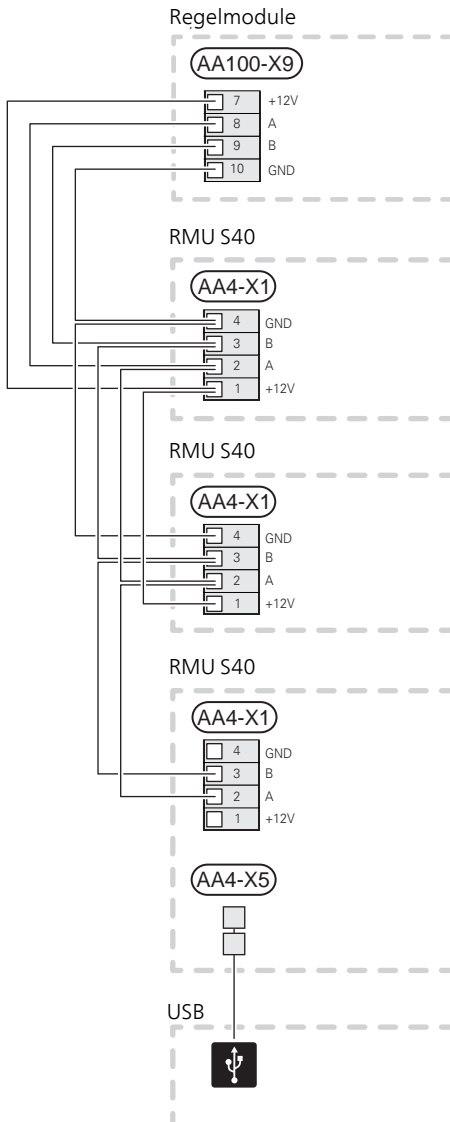 Regelmodule
AA100-X9
7 +12V
8 A
9 B
10 GND
RMU S40
AA4-X1
4 GND
3 B
2 A
1 +12V
RMU S40
AA4-X1
4 GND
3 B
2 A
1 +12V
RMU S40
AA4-X1
4 GND
3 B
2 A
1 +12V
AA4-X5
USB